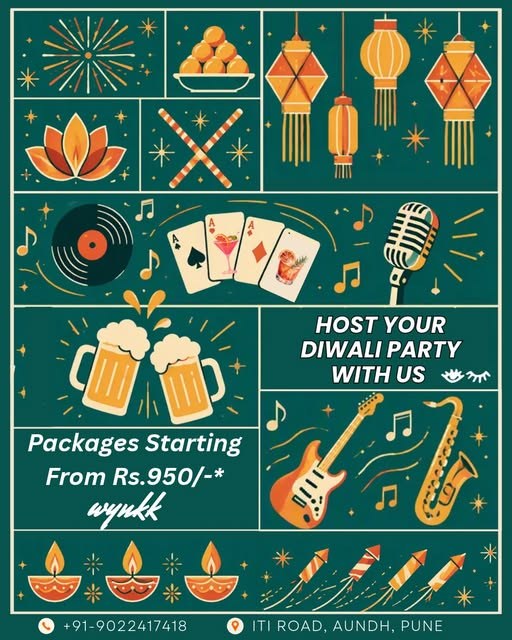 A
A
A
HOST YOUR
DIWALI PARTY
WITH US
Packages Starting
From Rs.950/-*
wynkk
+91-9022417418
ITI ROAD, AUNDH, PUNE